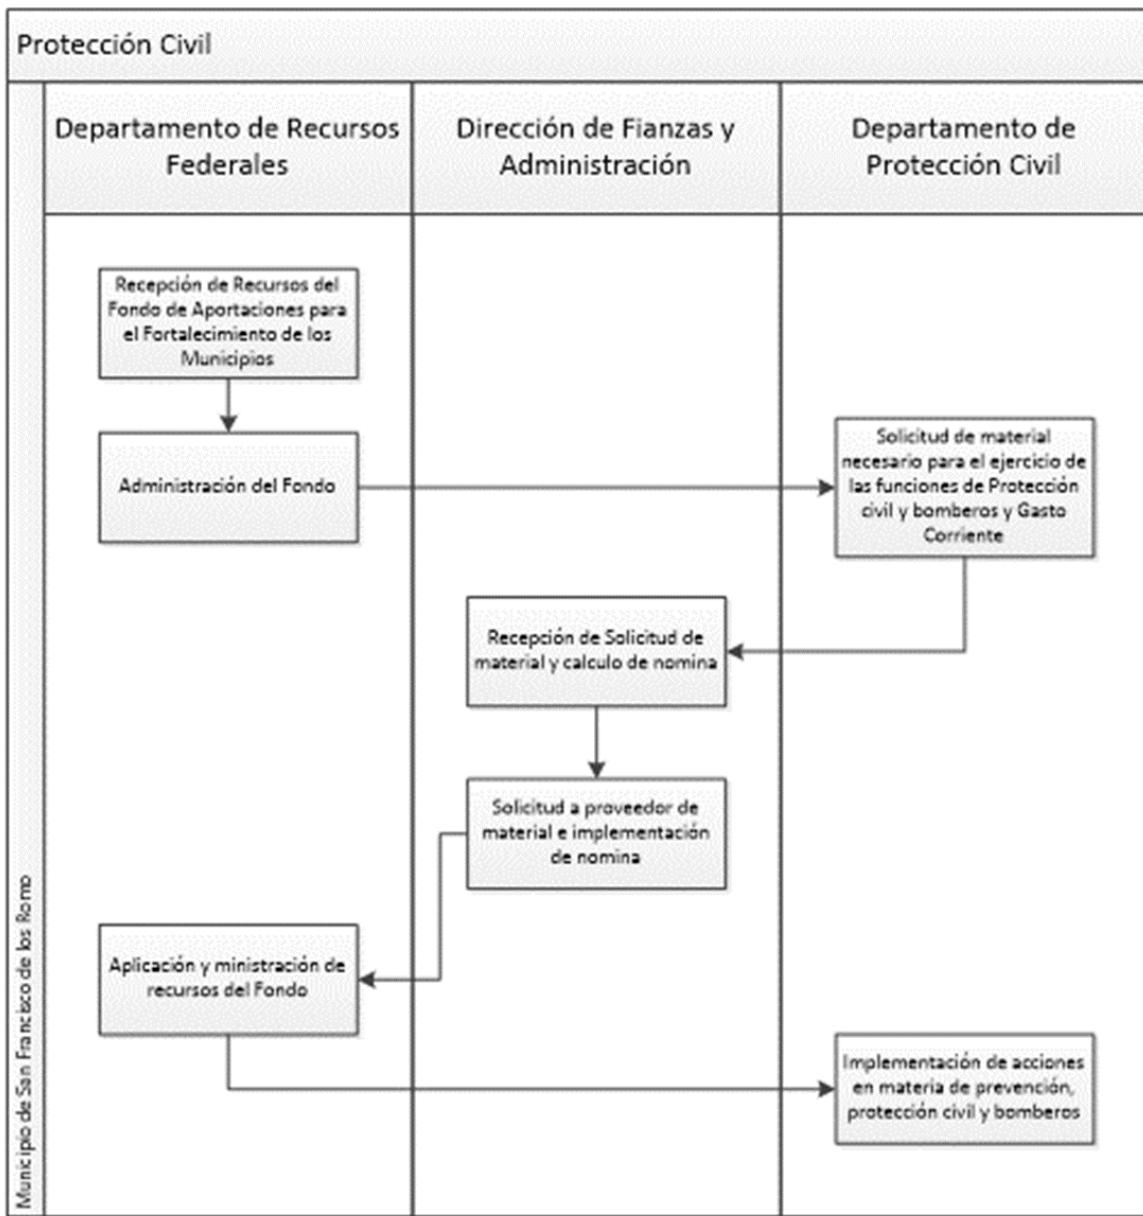 Protección Civil
Departamento de Recursos
Federales
Dirección de Fianzas y
Administración
Departamento de
Protección Civil
Recepción de Recursos del
Fondo de Aportaciones para
el Fortalecimiento de los
Municipios
Administración del Fondo
Solicitud de material
necesario para el ejercicio de
las funciones de Protección
civil y bomberos y Gasto
Corriente
Recepción de Solicitud de
material y calculo de nomina
Solicitud a proveedor de
material e implementación
de nomina
Aplicación y ministración de
recursos del Fondo
Implementación de acciones
en materia de prevención,
protección civil y bomberos
Municipio de San Francisco de los Romo